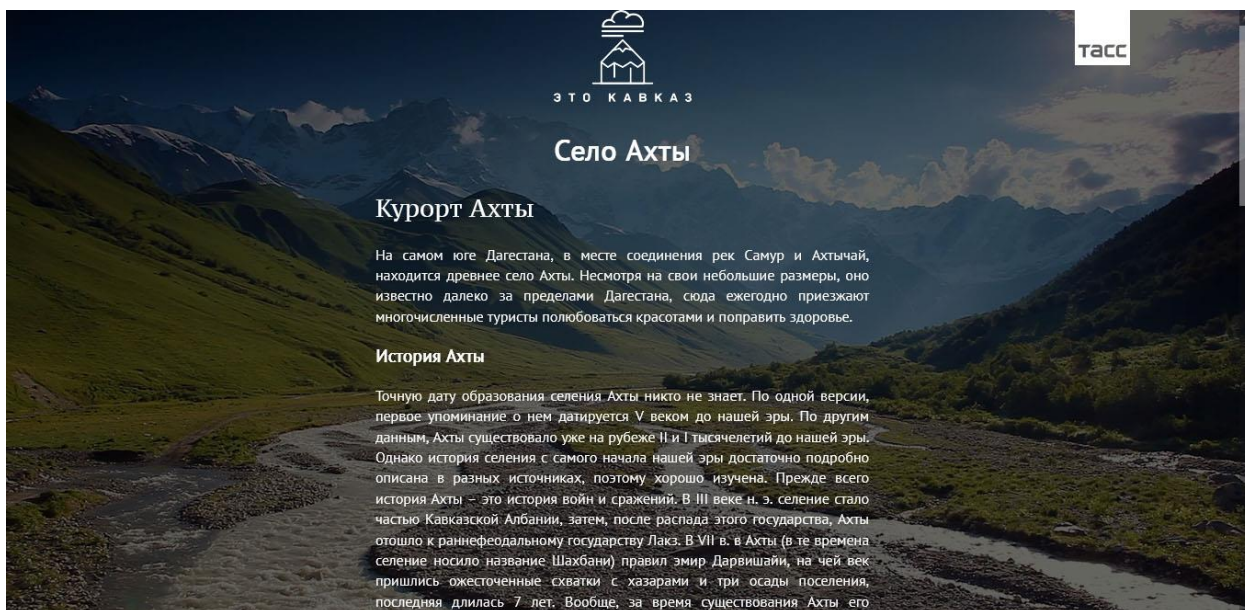 ЭТО КАВКАЗ
тасс
Село Ахты
Курорт Ахты
На самом юге Дагестана, в месте соединения рек Самур и Ахтычай,
находится древнее село Ахты. Несмотря на свои небольшие размеры, оно
известно далеко за пределами Дагестана, сюда ежегодно приезжают
многочисленные туристы полюбоваться красотами и поправить здоровье.
История Ахты
Точную дату образования селения Ахты никто не знает. По одной версии,
первое упоминание о нем датируется V веком до нашей эры. По другим
данным, Ахты существовало уже на рубеже II и I тысячелетий до нашей эры.
Однако история селения с самого начала нашей эры достаточно подробно
описана в разных источниках, поэтому хорошо изучена. Прежде всего
история Ахты – это история войн и сражений. В III веке н. э. селение стало
частью Кавказской Албании, затем, после распада этого государства, Ахты
отошло к раннефеодальному государству Лакз. В VII в. в Ахты (в те времена
селение носило название Шахбани) правил эмир Дарвишайи, на чей век
пришлись ожесточенные схватки с хазарами и три осады поселения,
последняя длилась 7 лет. Вообще, за время существования Ахты его